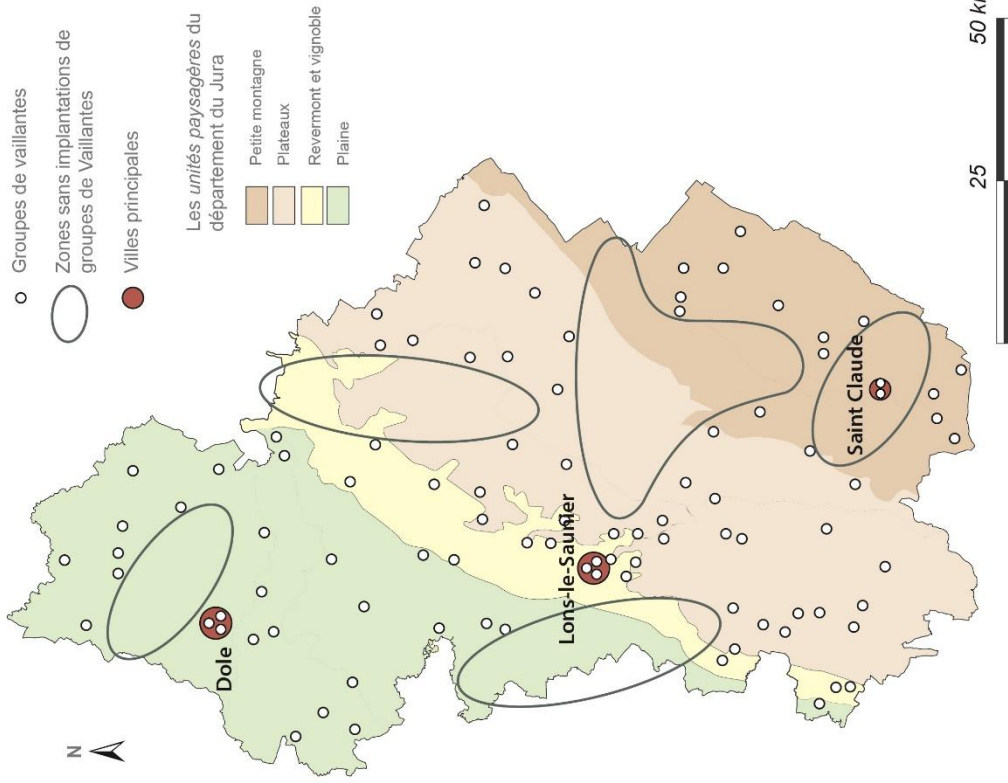 Groupes de vaillantes
Zones sans implantations de
groupes de Vaillantes
Villes principales
Les unités paysagères du
département du Jura
Petite montagne
Plateaux
Revermont et vignoble
Plaine
N
Dole
Lons-le-Saunier
Saint Claude
25